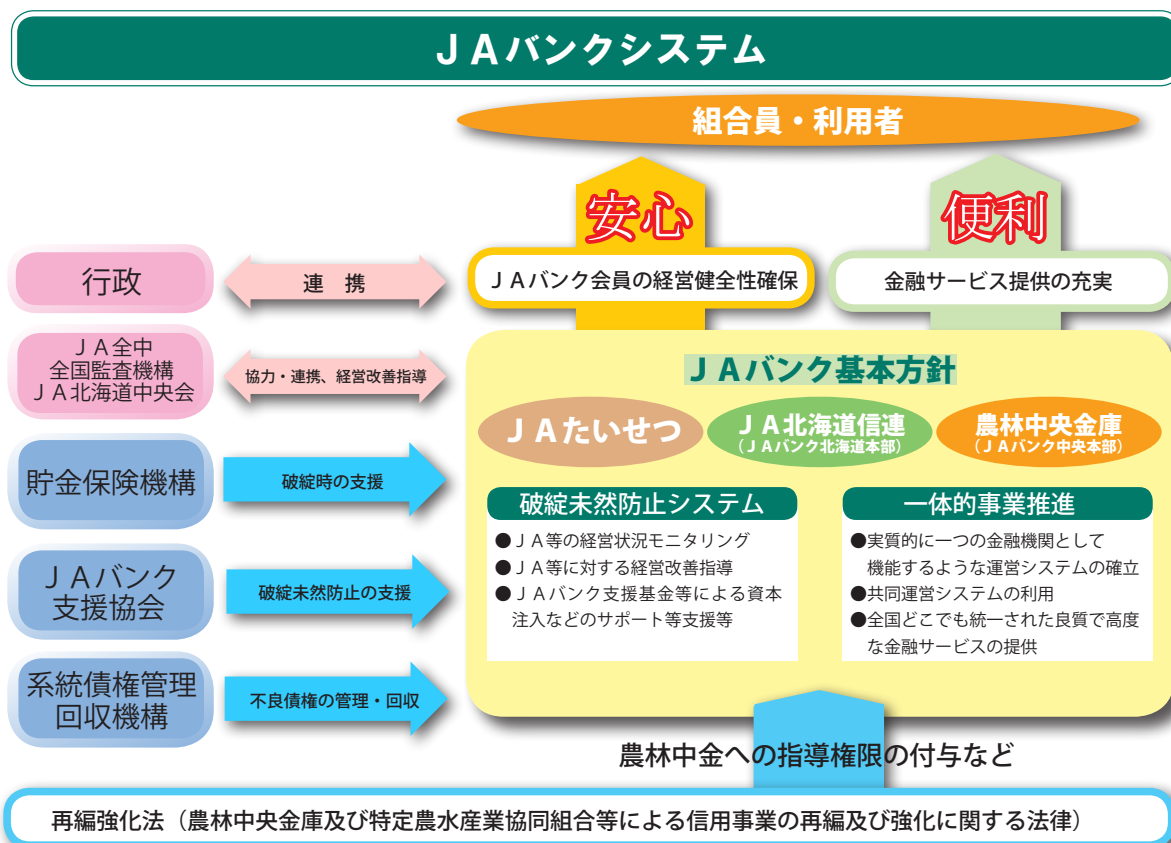 ＪＡバンクシステム
組合員・利用者
安心
便利
ＪＡバンク会員の経営健全性確保
金融サービス提供の充実
行政
連　携
ＪＡ全中
全国監査機構
ＪＡ北海道中央会
協力・連携、経営改善指導
貯金保険機構
破綻時の支援
ＪＡバンク
支援協会
破綻未然防止の支援
系統債権管理
回収機構
不良債権の管理・回収
ＪＡバンク基本方針
ＪＡたいせつ
ＪＡ北海道信連
（ＪＡバンク北海道本部）
農林中央金庫
（ＪＡバンク中央本部）
破綻未然防止システム
●ＪＡ等の経営状況モニタリング
●ＪＡ等に対する経営改善指導
●ＪＡバンク支援基金等による資本
注入などのサポート等支援等
一体的事業推進
●実質的に一つの金融機関として
機能するような運営システムの確立
●共同運営システムの利用
●全国どこでも統一された良質で高度
な金融サービスの提供
農林中金への指導権限の付与など
再編強化法（農林中央金庫及び特定農水産業協同組合等による信用事業の再編及び強化に関する法律）